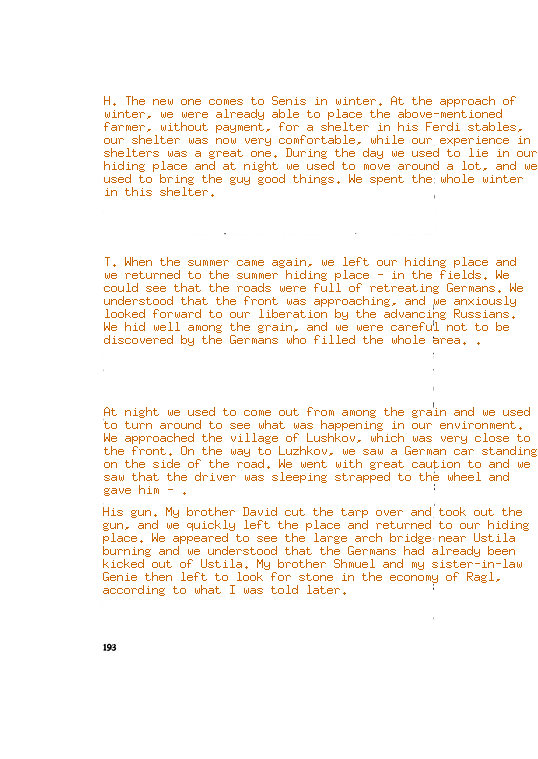 H. The new one comes to Senis in winter. At the approach of
winter, we were already able to place the above-mentioned
farmer, without payment, for a shelter in his Ferdi stables,
our shelter was now very comfortable, while our experience in
shelters was a great one. During the day we used to lie in our
hiding place and at night we used to move around a lot, and we
used to bring the guy good things. We spent the whole winter
in this shelter.
T. When the summer came again, we left our hiding place and
we returned to the summer hiding place - in the fields. We
could see that the roads were full of retreating Germans. We
understood that the front was approaching, and we anxiously
looked forward to our liberation by the advancing Russians.
We hid well among the grain, and we were careful not to be
discovered by the Germans who filled the whole area. .
At night we used to come out from among the grain and we used
to turn around to see what was happening in our environment.
We approached the village of Lushkov, which was very close to
the front. On the way to Luzhkov, we saw a German car standing
on the side of the road. We went with great caution to and we
saw that the driver was sleeping strapped to the wheel and
gave him - .
His gun. My brother David cut the tarp over and took out the
gun, and we quickly left the place and returned to our hiding
place. We appeared to see the large arch bridge near Ustila
burning and we understood that the Germans had already been
kicked out of Ustila. My brother Shmuel and my sister-in-law
Genie then left to look for stone in the economy of Ragl,
according to what I was told later.
193